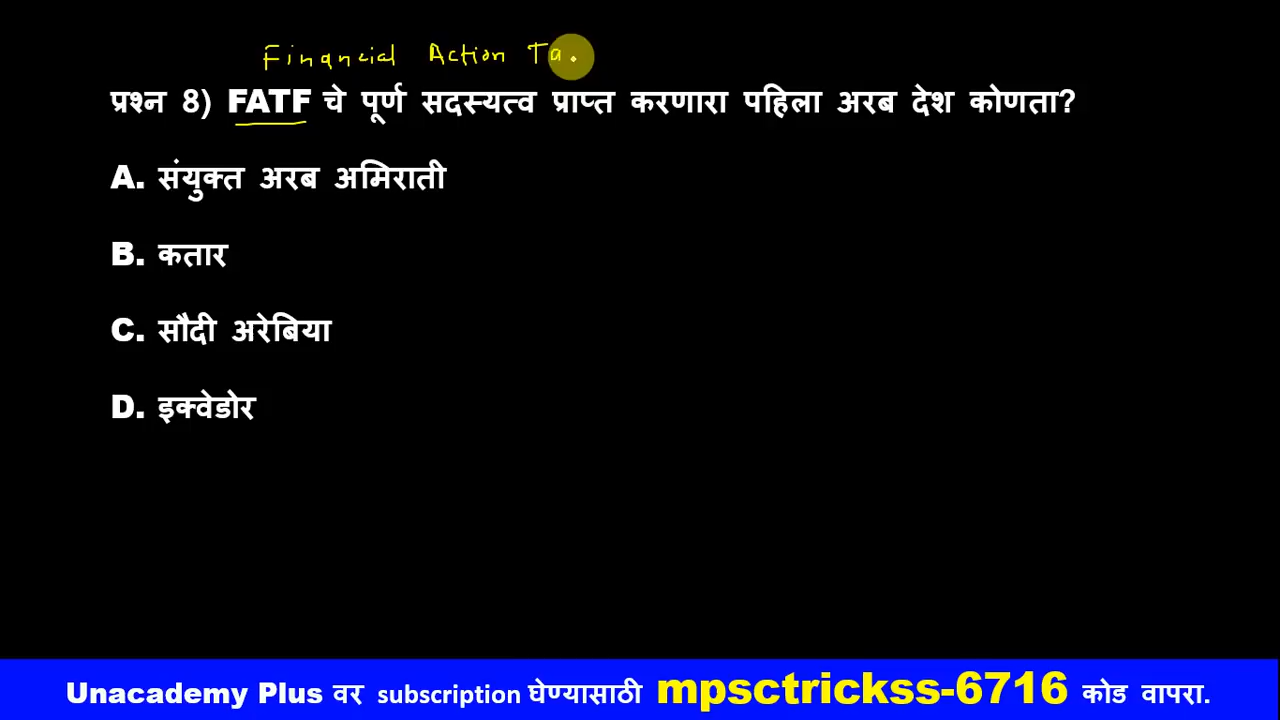 Financial Action Ta
प्रश्न 8) FATF चे पूर्ण सदस्यत्व प्राप्त करणारा पहिला अरब देश कोणता?
A. संयुक्त अरब अमिराती
B. कतार
C. सौदी अरेबिया
D. इक्वेडोर
Unacademy Plus वर subscription घेण्यासाठी mpsctrickss-6716 कोड वापरा.